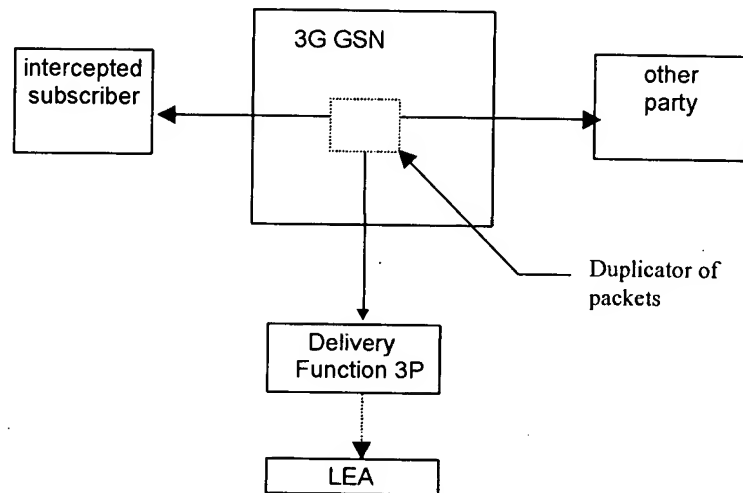 3G GSN
intercepted
subscriber
other
party
Duplicator of
packets
Delivery
Function 3P
LEA